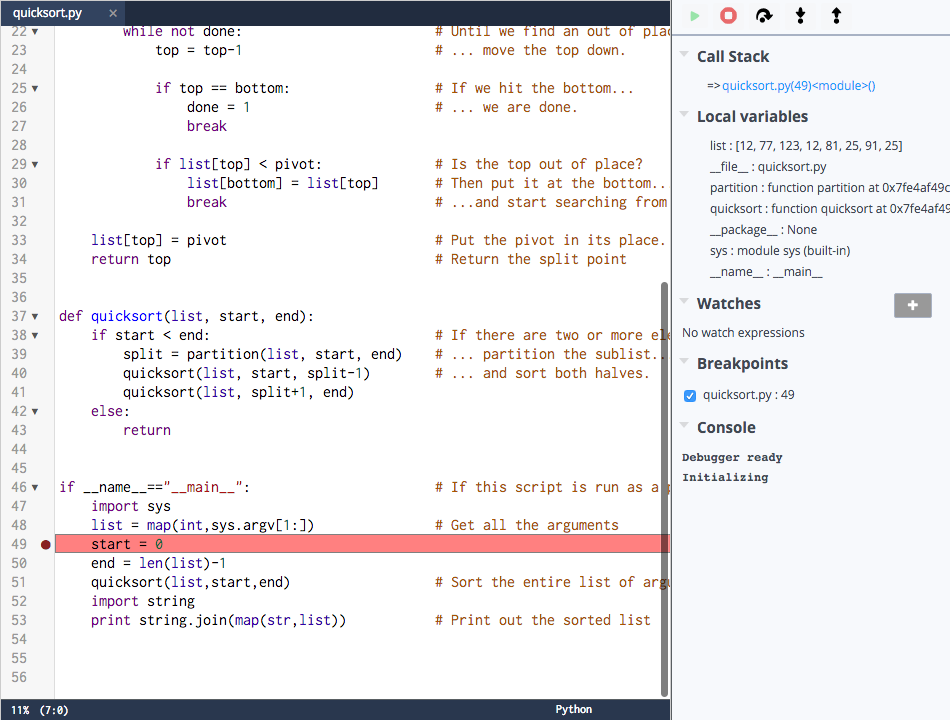 quicksort.py ×
22 while not done: # Until we find an out of plac
23 top = top-1 # ... move the top down.
24
25 if top == bottom: # If we hit the bottom...
26 done = 1 # ... we are done.
27 break
28
29 if list[top] < pivot: # Is the top out of place?
30 list[bottom] = list[top] # Then put it at the bottom..
31 break # ...and start searching from
32
33 list[top] = pivot # Put the pivot in its place.
34 return top # Return the split point
35
36
37 def quicksort(list, start, end):
38 if start < end: # If there are two or more ele
39 split = partition(list, start, end) # ... partition the sublist..
40 quicksort(list, start, split-1) # ... and sort both halves.
41 quicksort(list, split+1, end)
42 else:
43 return
44
45
46 if __name__=="__main__": # If this script is run as a p
47 import sys
48 list = map(int,sys.argv[1:]) # Get all the arguments
49 start = 0
50 end = len(list)-1
51 quicksort(list,start,end) # Sort the entire list of argu
52 import string
53 print string.join(map(str,list)) # Print out the sorted list
54
55
56
11% (7:0) Python
Call Stack
=>quicksort.py(49)<module>()
Local variables
list : [12, 77, 123, 12, 81, 25, 91, 25]
__file__ : quicksort.py
partition : function partition at 0x7fe4af49c
quicksort : function quicksort at 0x7fe4af49
__package__ : None
sys : module sys (built-in)
__name__ : __main__
Watches
No watch expressions
Breakpoints
quicksort.py : 49
Console
Debugger ready
Initializing